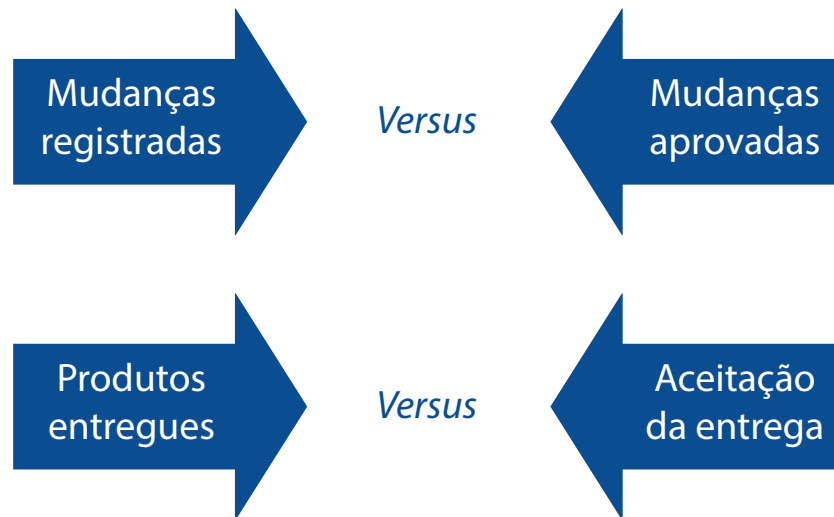 Mudanças
registradas
Versus
Mudanças
aprovadas
Produtos
entregues
Versus
Aceitação
da entrega